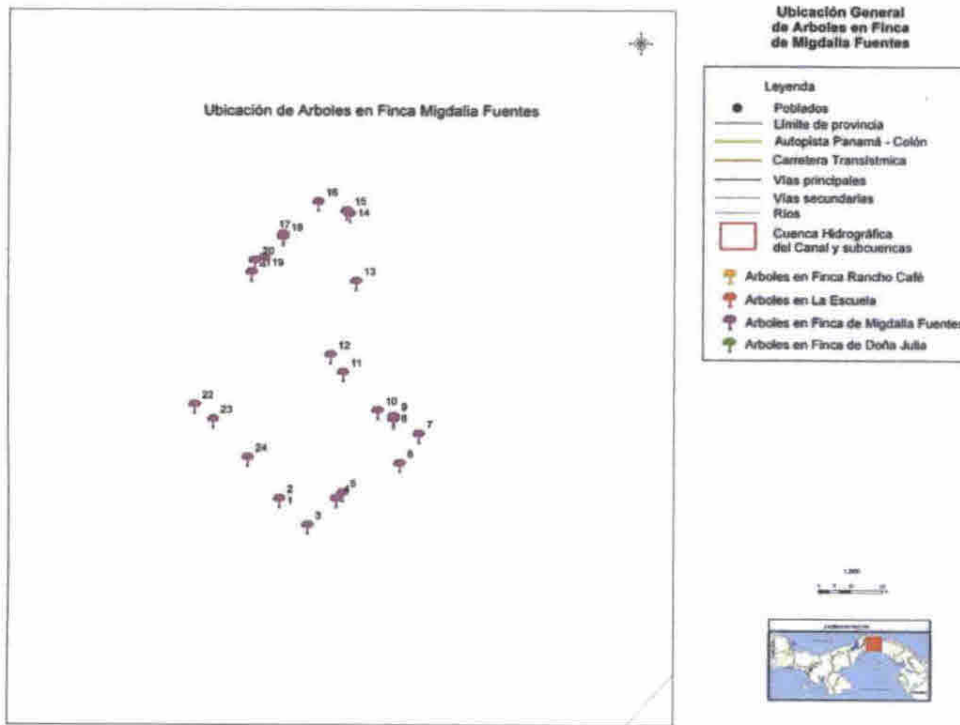 Ubicación General
de Arboles en Finca
de Migdalia Fuentes
Ubicación de Arboles en Finca Migdalia Fuentes
Leyenda
Poblados
Límite de provincia
Autopista Panamá - Colón
Carretera Transístmica
Vías principales
Vías secundarias
Ríos
Cuenca Hidrográfica
del Canal y subcuencas
Arboles en Finca Rancho Café
Arboles en La Escuela
Arboles en Finca de Migdalia Fuentes
Arboles en Finca de Doña Julia
16
15
14
17
18
20
19
13
12
11
22
23
10
9
8
7
24
6
5
4
2
1
3